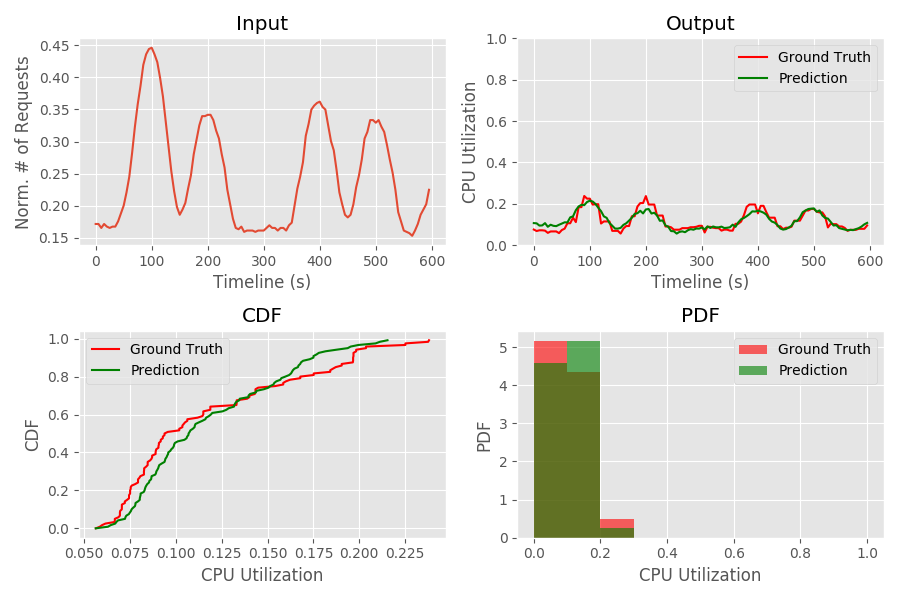 Input
Norm. # of Requests
0.45
0.40
0.35
0.30
0.25
0.20
0.15
0 100 200 300 400 500 600
Timeline (s)
Output
CPU Utilization
1.0
0.8
0.6
0.4
0.2
0.0
Ground Truth
Prediction
0 100 200 300 400 500 600
Timeline (s)
CDF
CDF
1.0
0.8
0.6
0.4
0.2
0.0
Ground Truth
Prediction
0.050 0.075 0.100 0.125 0.150 0.175 0.200 0.225
CPU Utilization
PDF
PDF
5
4
3
2
1
0
Ground Truth
Prediction
0.0 0.2 0.4 0.6 0.8 1.0
CPU Utilization